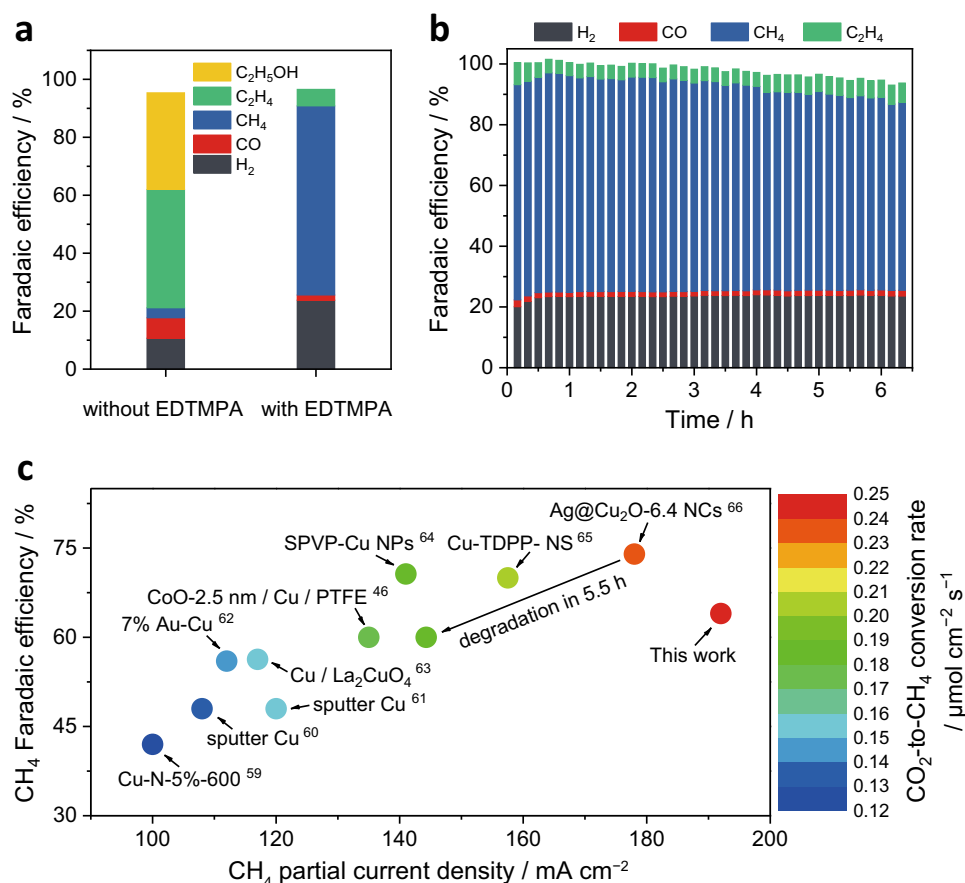 a
Faradaic efficiency / %
100
80
60
40
20
0
C₂H₅OH
C₂H₄
CH₄
CO
H₂
without EDTMPA
with EDTMPA
b
H₂
CO
CH₄
C₂H₄
Faradaic efficiency / %
100
80
60
40
20
0
0
1
2
3
4
5
6
Time / h
c
CH₄ Faradaic efficiency / %
75
60
45
30
Ag@Cu₂O-6.4 NCs ⁶⁶
SPVP-Cu NPs ⁶⁴
Cu-TDPP- NS ⁶⁵
CoO-2.5 nm / Cu / PTFE ⁴⁶
degradation in 5.5 h
7% Au-Cu ⁶²
This work
Cu / La₂CuO₄ ⁶³
sputter Cu ⁶¹
sputter Cu ⁶⁰
Cu-N-5%-600 ⁵⁹
100
120
140
160
180
200
CH₄ partial current density / mA cm⁻²
0.25
0.24
0.23
0.22
0.21
0.20
0.19
0.18
0.17
0.16
0.15
0.14
0.13
0.12
CO₂-to-CH₄ conversion rate
/ μmol cm⁻² s⁻¹